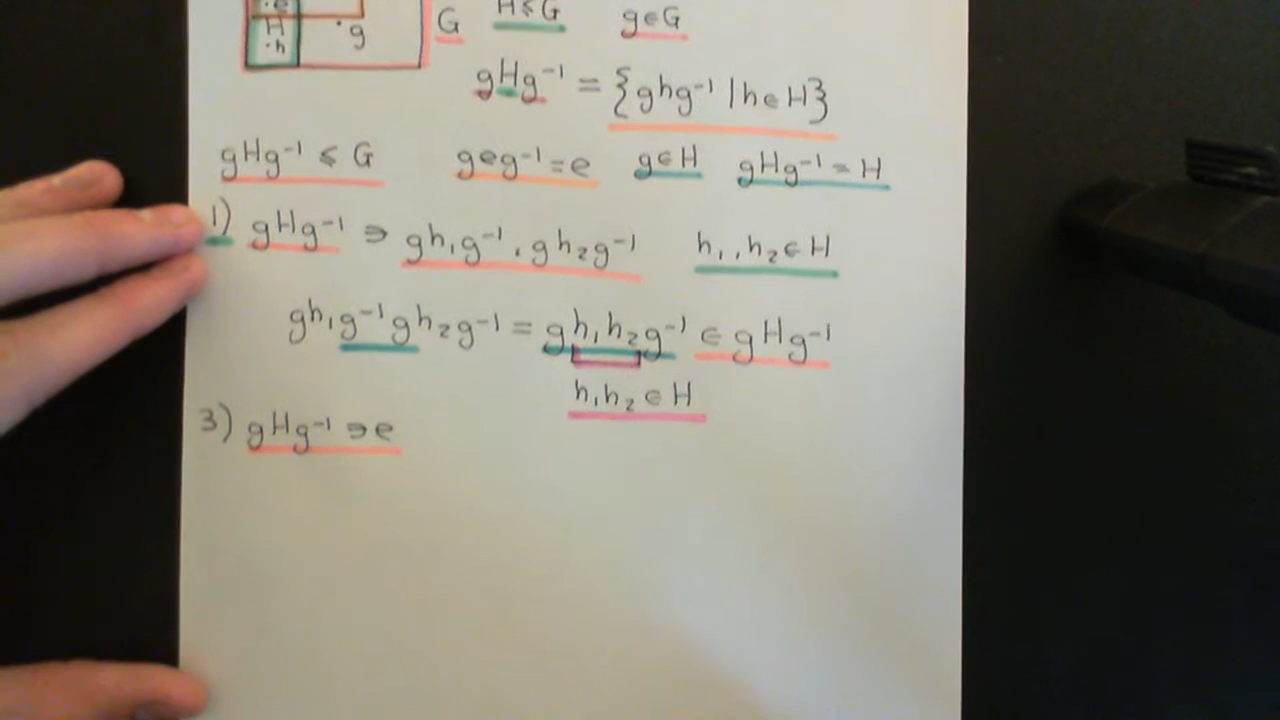 ·e G H ≤ G g∈G
H ·g
·h
gHg⁻¹ = {ghg⁻¹ | h∈H}
gHg⁻¹ ≤ G geg⁻¹ = e g∈H gHg⁻¹ = H
1) gHg⁻¹ ∋ gh₁g⁻¹ . gh₂g⁻¹ h₁, h₂∈H
gh₁g⁻¹gh₂g⁻¹ = gh₁h₂g⁻¹ ∈ gHg⁻¹
h₁h₂∈H
3) gHg⁻¹ ∋ e